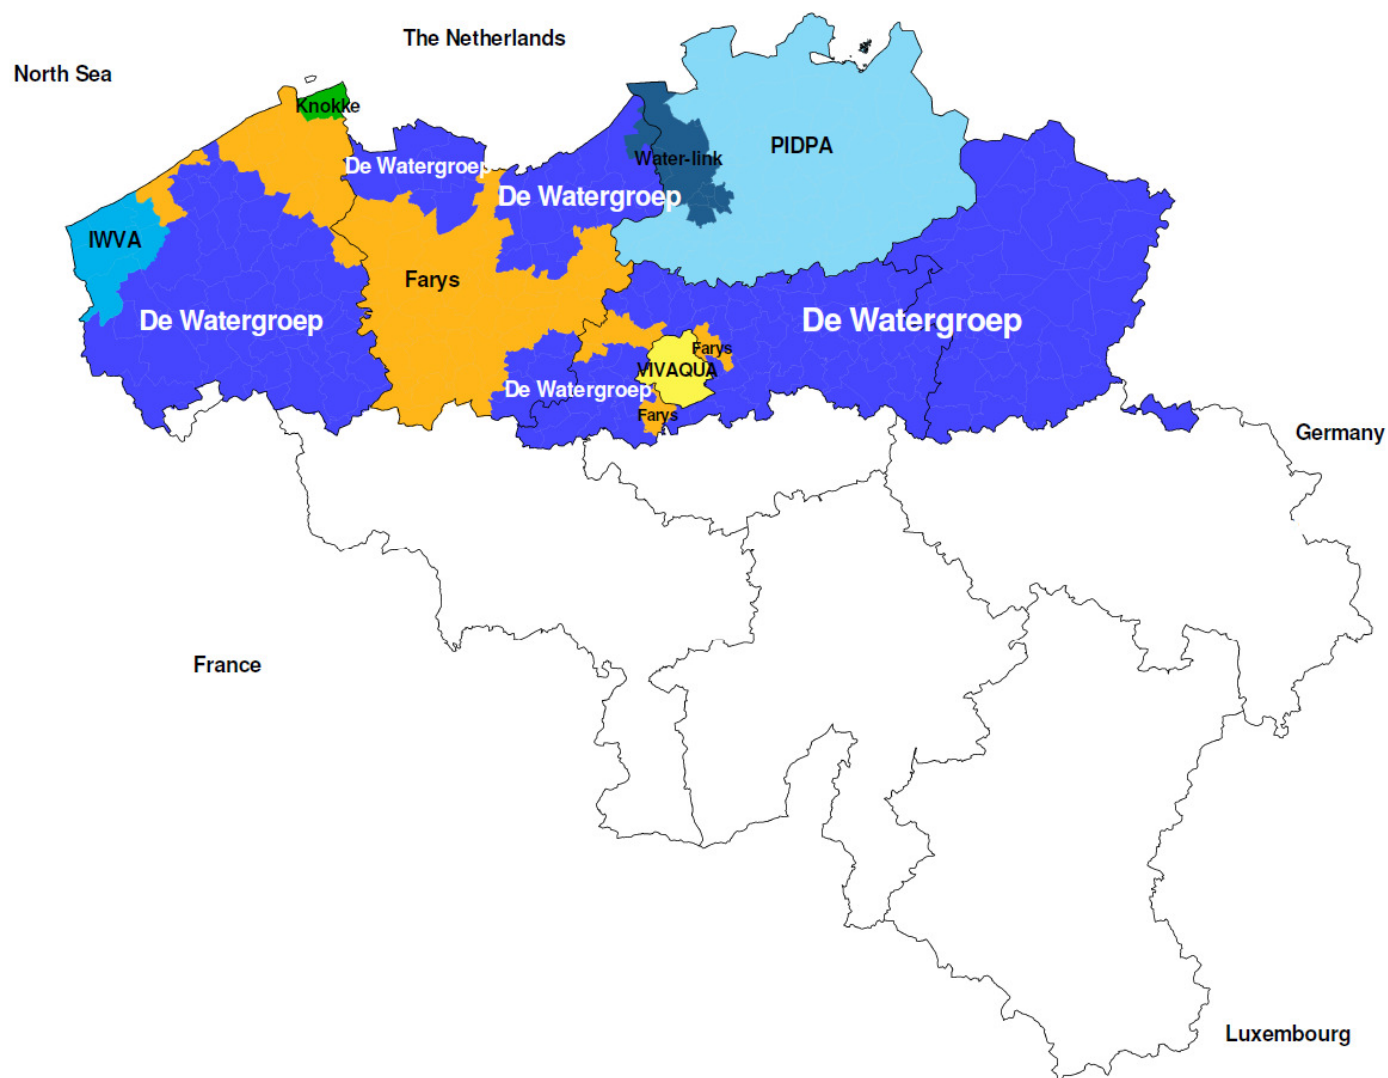 The Netherlands
North Sea
Knokke
PIDPA
Water-link
De Watergroep
De Watergroep
IWVA
Farys
De Watergroep
De Watergroep
Farys
VIVAQUA
De Watergroep
Farys
Germany
France
Luxembourg